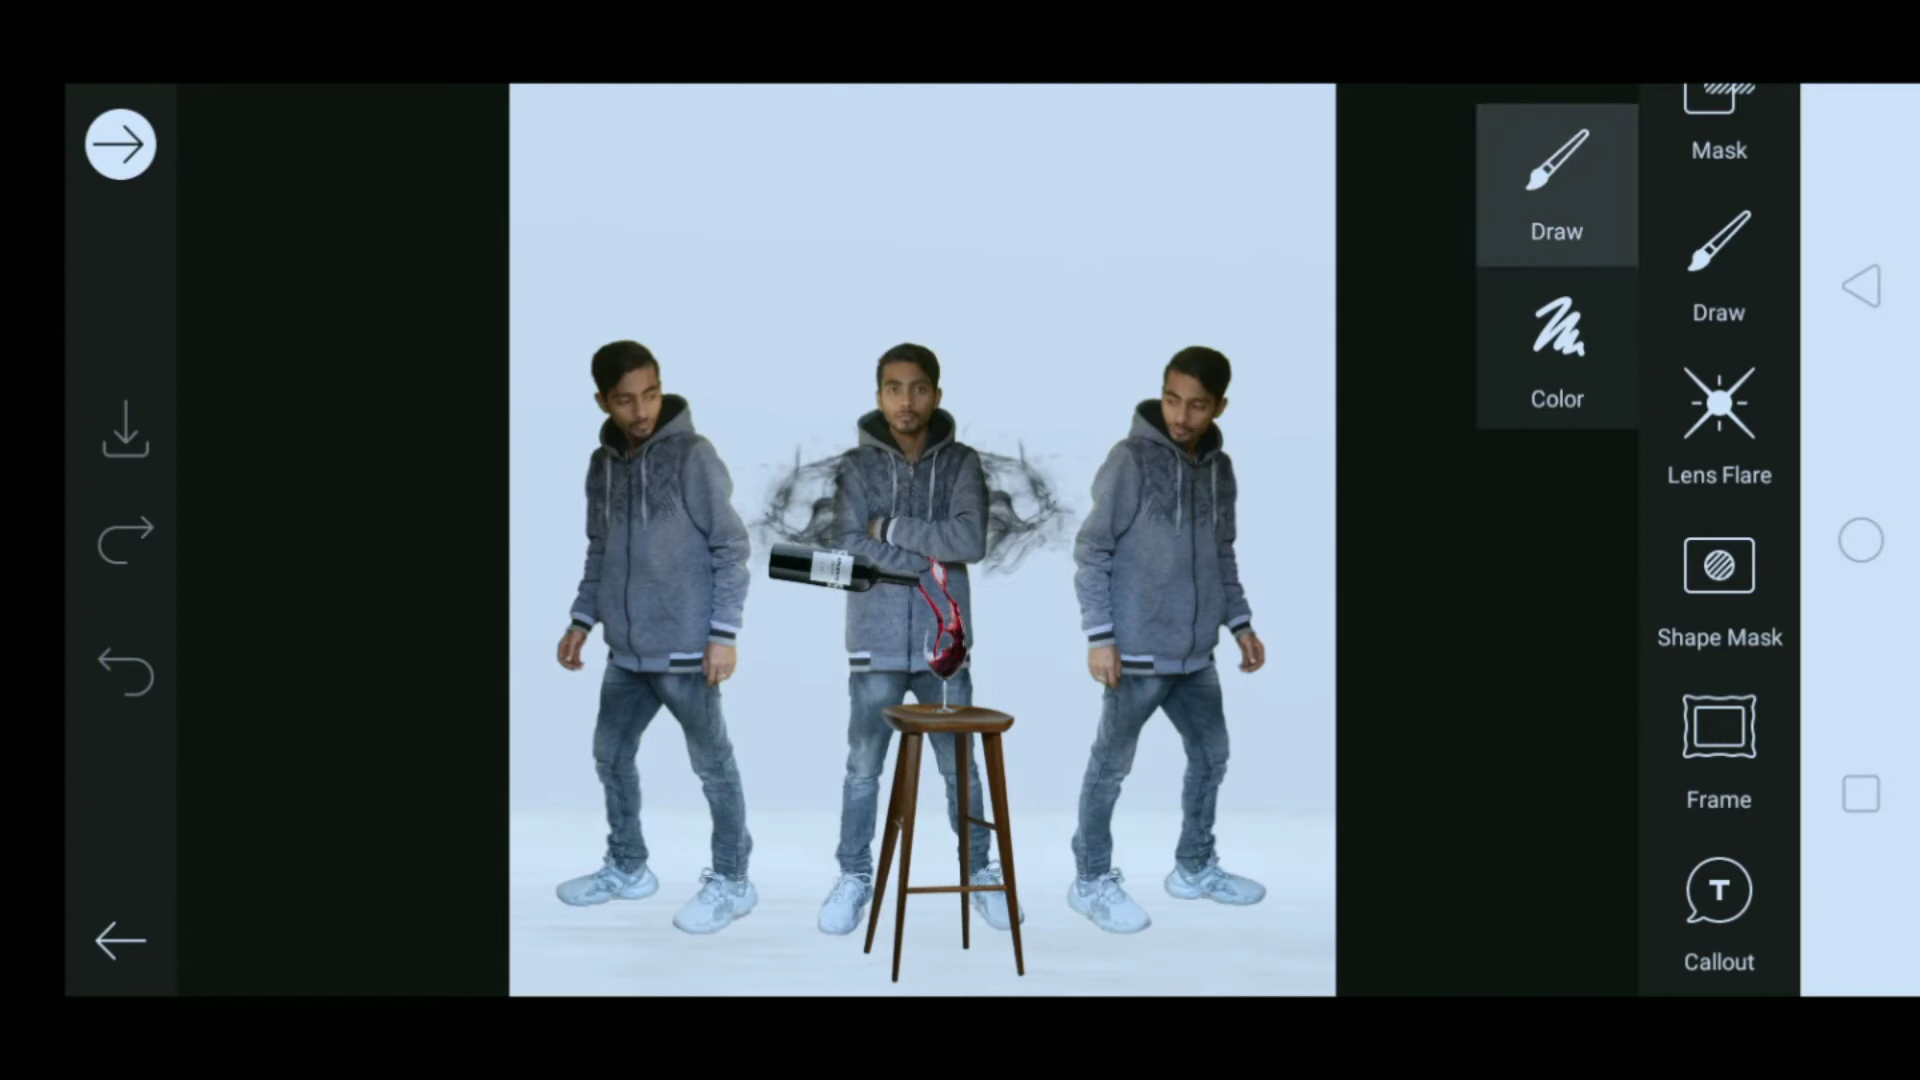 Draw
Color
Mask
Draw
Lens Flare
Shape Mask
Frame
T
Callout